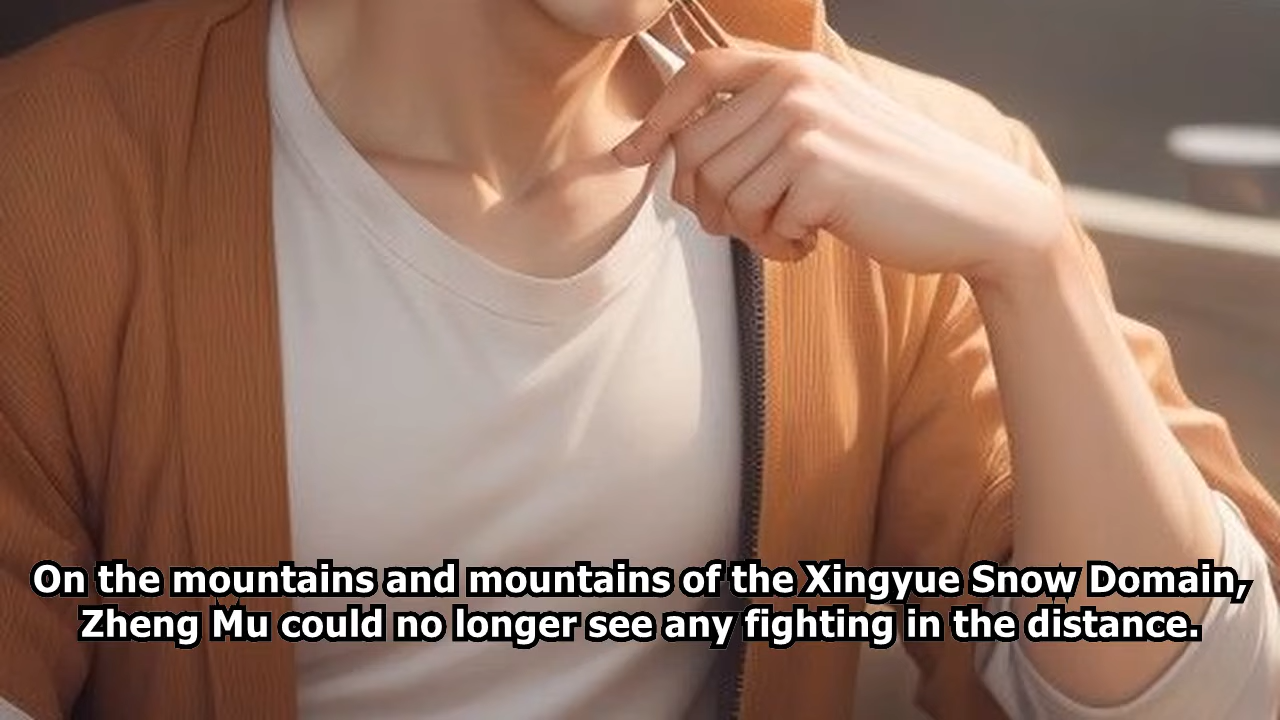 On the mountains and mountains of the Xingyue Snow Domain,
Zheng Mu could no longer see any fighting in the distance.